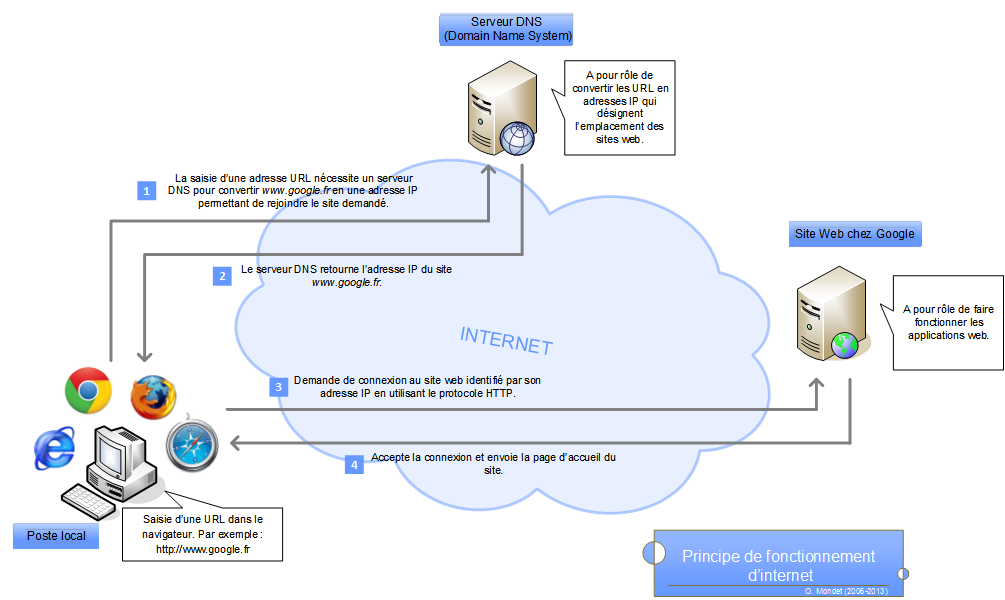 Serveur DNS
(Domain Name System)
A pour rôle de
convertir les URL en
adresses IP qui
désignent
l'emplacement des
sites web.
1
La saisie d'une adresse URL nécessite un serveur
DNS pour convertir www.google.fr en une adresse IP
permettant de rejoindre le site demandé.
Site Web chez Google
2
Le serveur DNS retourne l'adresse IP du site
www.google.fr.
A pour rôle de faire
fonctionner les
applications web.
INTERNET
3
Demande de connexion au site web identifié par son
adresse IP en utilisant le protocole HTTP.
4
Accepte la connexion et envoie la page d'accueil du
site.
Poste local
Saisie d'une URL dans le
navigateur. Par exemple :
http://www.google.fr
Principe de fonctionnement
d'internet
O. Mondet (2006-2013)